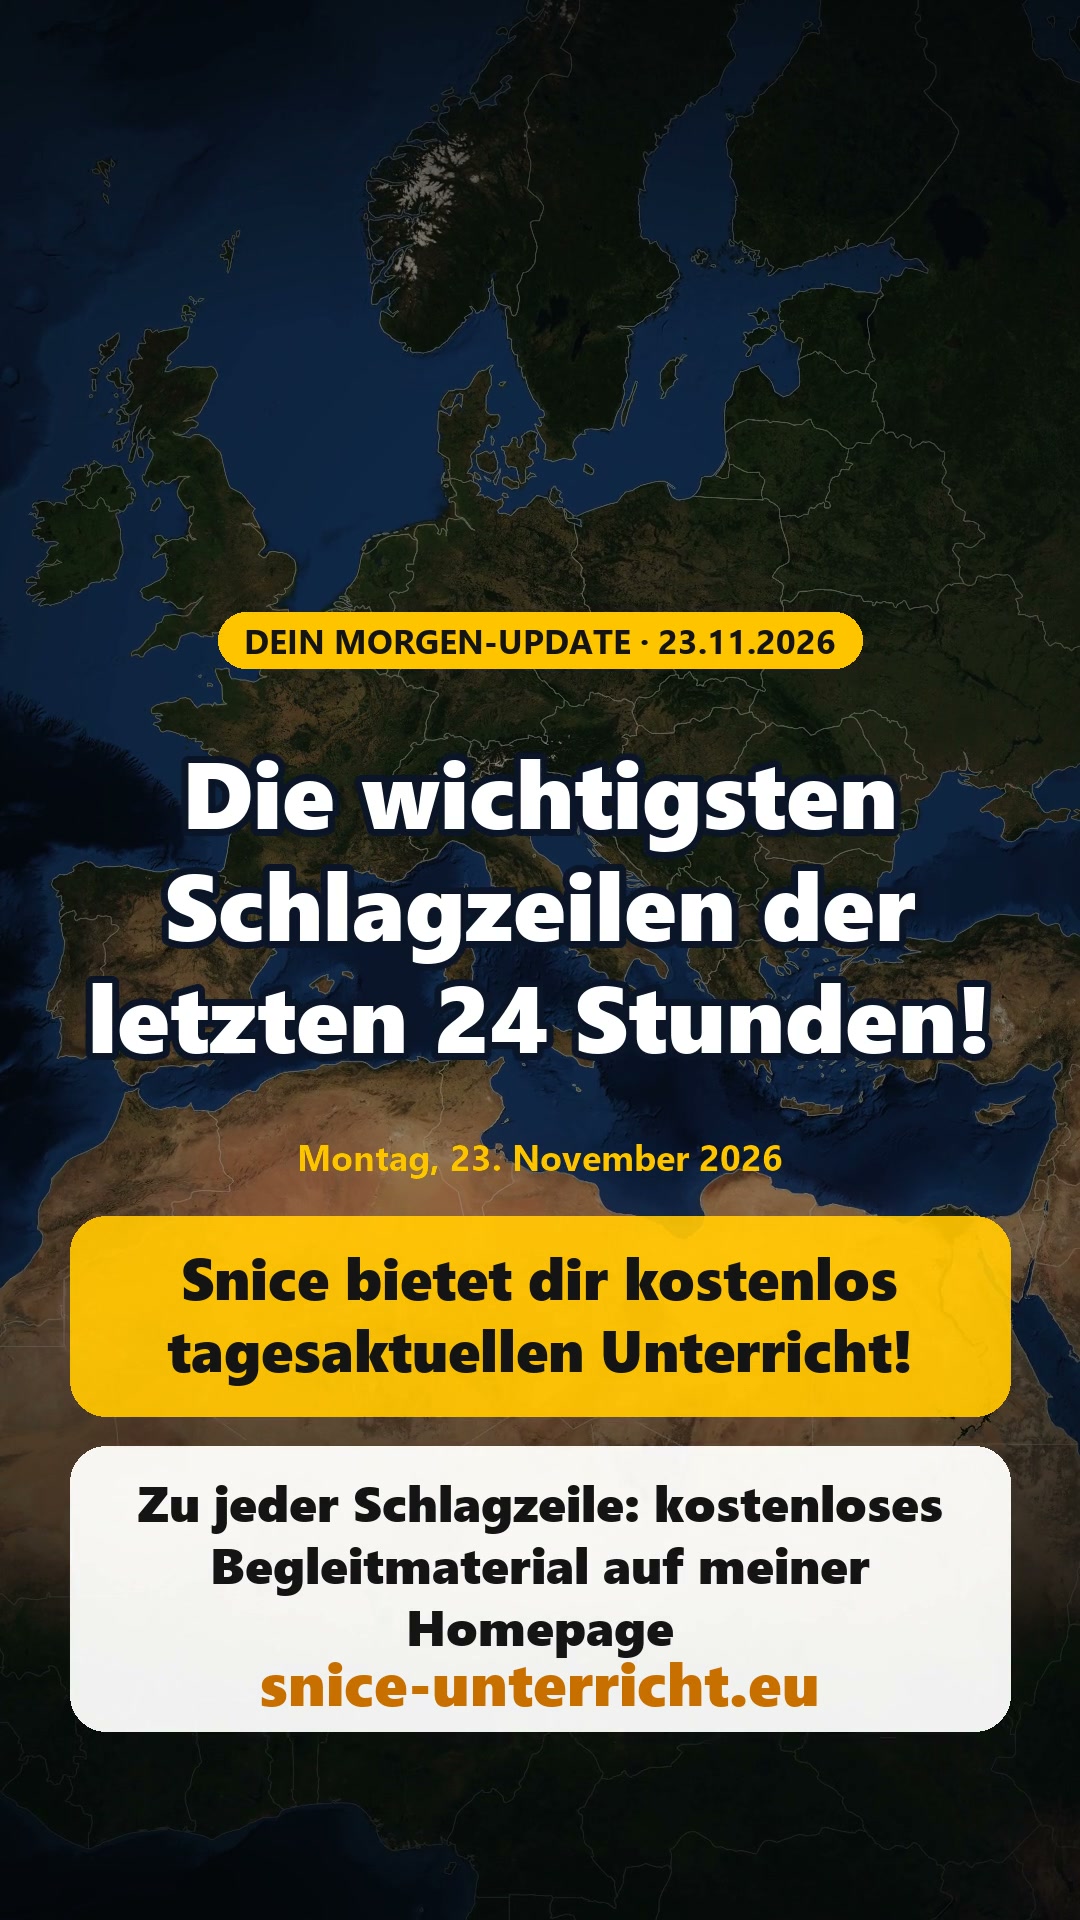 DEIN MORGEN-UPDATE · 23.11.2026
Die wichtigsten
Schlagzeilen der
letzten 24 Stunden!
Montag, 23. November 2026
Snice bietet dir kostenlos
tagesaktuellen Unterricht!
Zu jeder Schlagzeile: kostenloses
Begleitmaterial auf meiner
Homepage
snice-unterricht.eu